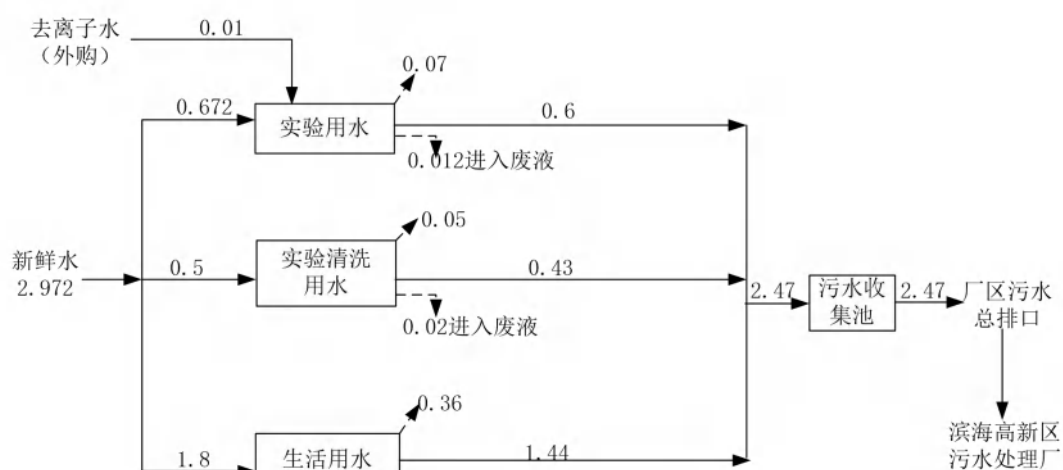 去离子水
（外购）
0.01
0.07
0.672
实验用水
0.6
0.012进入废液
0.05
新鲜水
2.972
0.5
实验清洗
用水
0.43
0.02进入废液
2.47
污水收
集池
2.47
厂区污水
总排口
0.36
1.8
生活用水
1.44
滨海高新区
污水处理厂